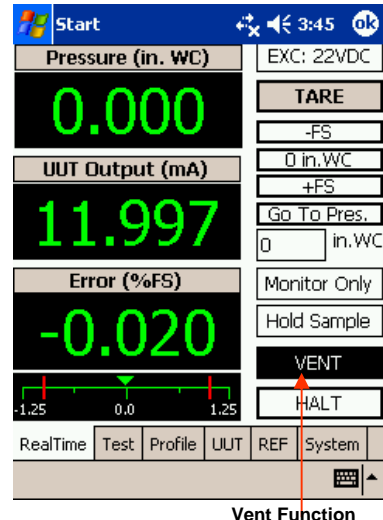 Start 3:45 ok
Pressure (in. WC)
0.000
UUT Output (mA)
11.997
Error (%FS)
-0.020
-1.25 0.0 1.25
EXC: 22VDC
TARE
-FS
0 in.WC
+FS
Go To Pres.
0 in.WC
Monitor Only
Hold Sample
VENT
HALT
RealTime Test Profile UUT REF System
Vent Function